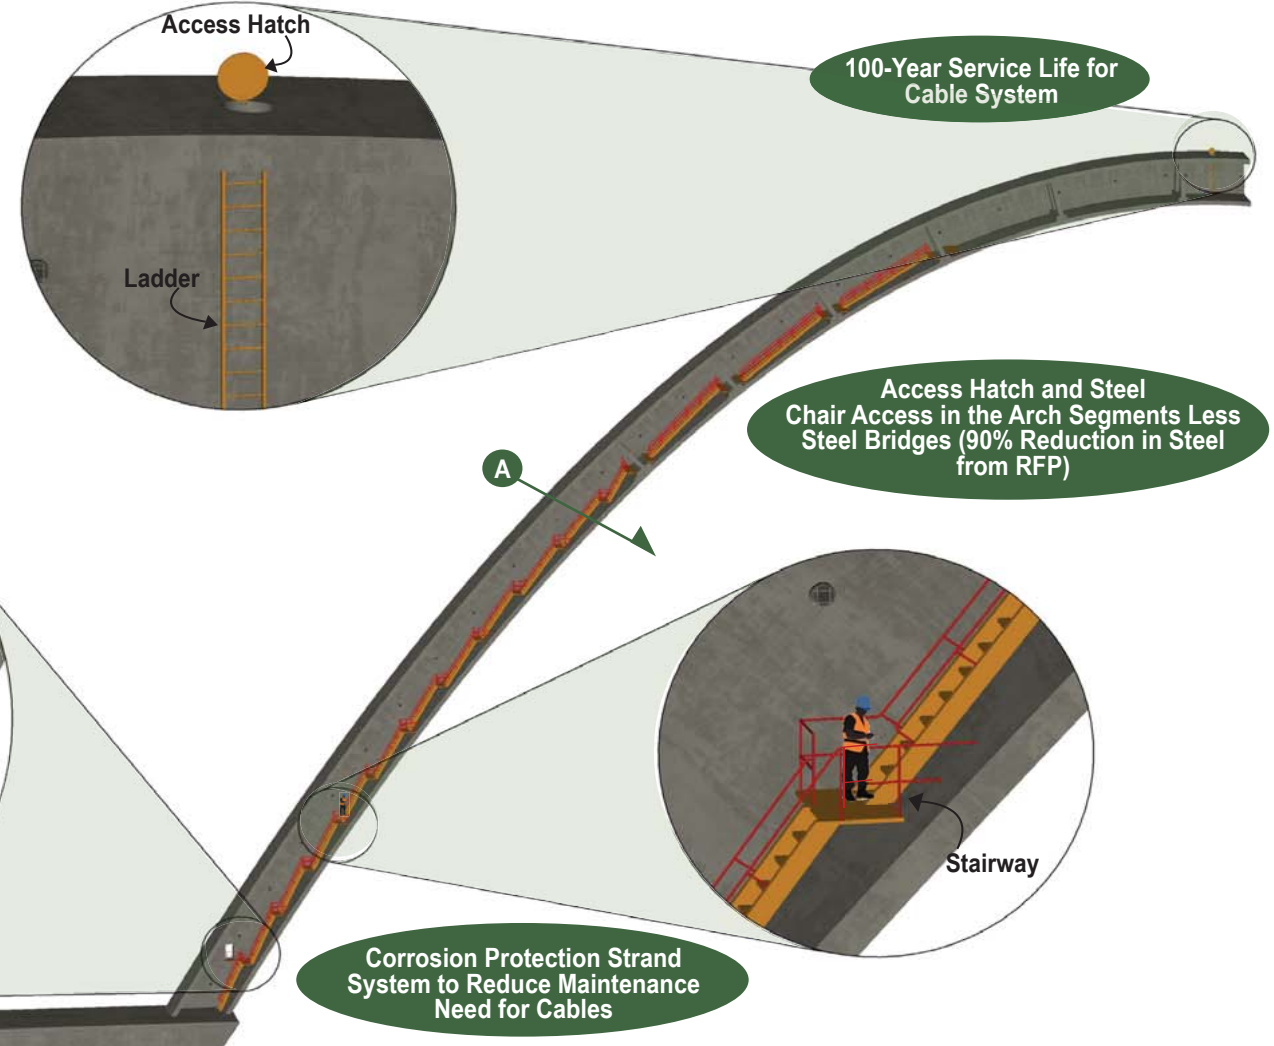 Access Hatch
100-Year Service Life for
Cable System
Ladder
Access Hatch and Steel
Chair Access in the Arch Segments Less
Steel Bridges (90% Reduction in Steel
from RFP)
A
Stairway
Corrosion Protection Strand
System to Reduce Maintenance
Need for Cables